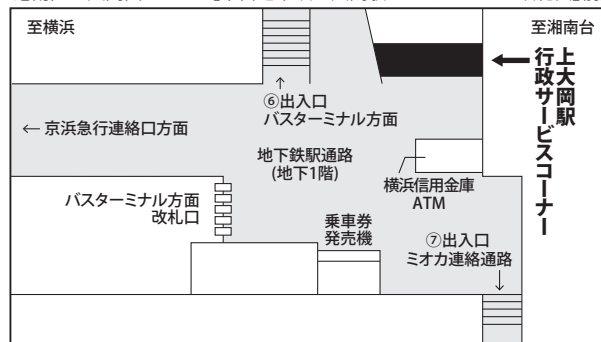 至横浜
至湘南台
上大岡駅
行政サービスコーナー
⑥出入口
バスターミナル方面
← 京浜急行連絡口方面
地下鉄駅通路
(地下1階)
横浜信用金庫
ATM
バスターミナル方面
改札口
乗車券
発売機
⑦出入口
ミオカ連絡通路